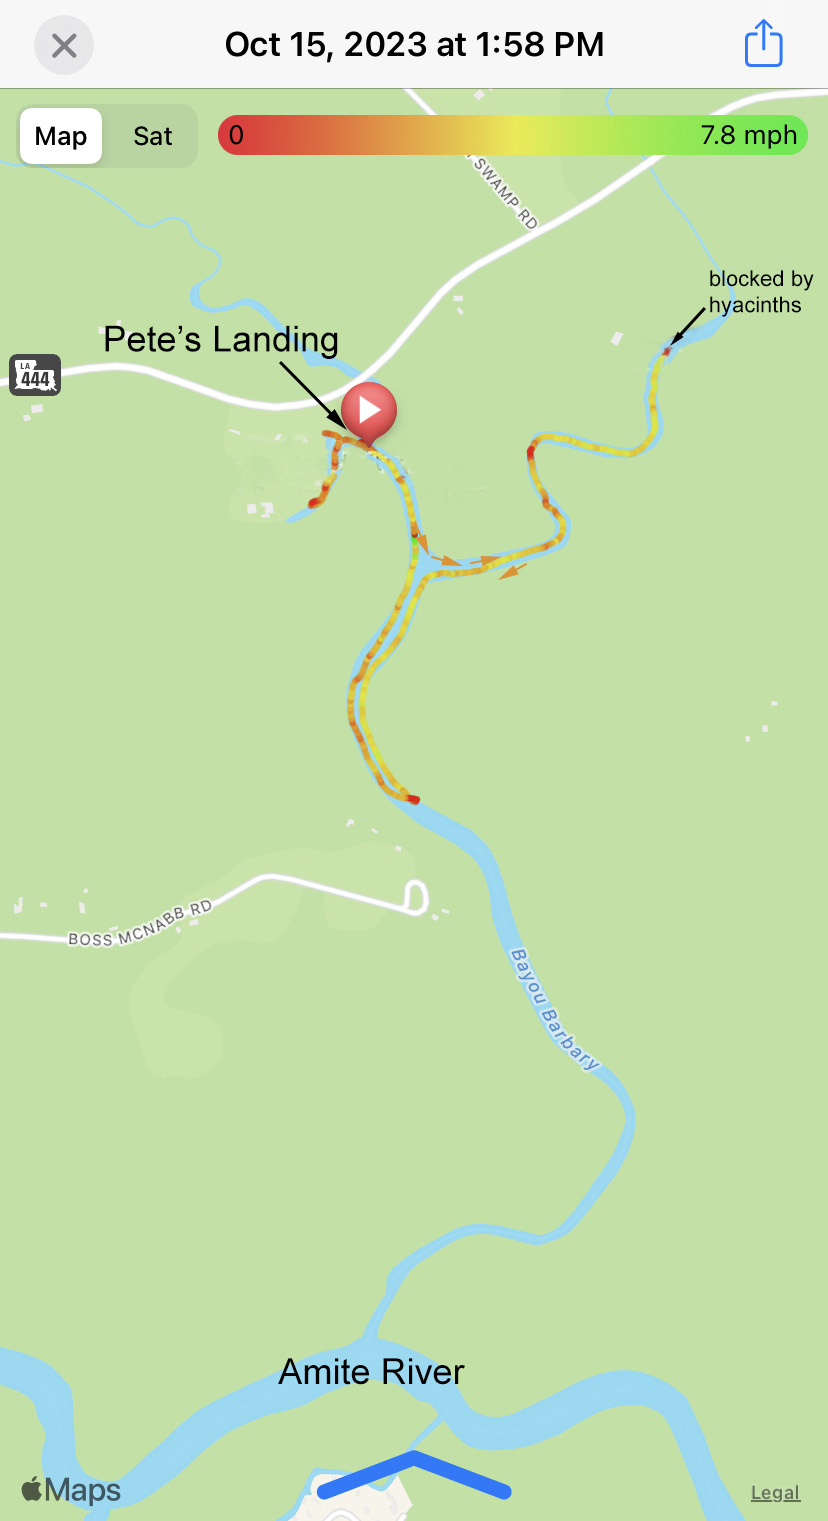 Oct 15, 2023 at 1:58 PM
Map
Sat
0
7.8 mph
SWAMP RD
blocked by
hyacinths
Pete's Landing
LA
444
BOSS MCNABB RD
Bayou Barbary
Amite River
Maps
Legal